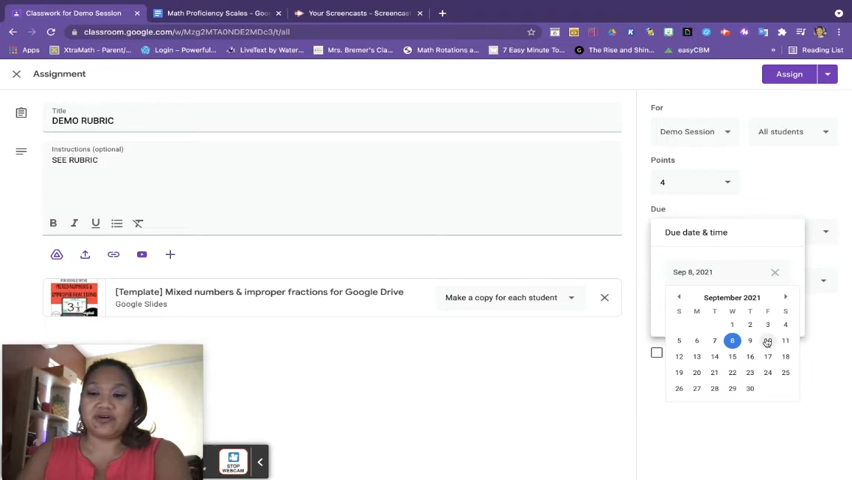 Classwork for Demo Session
Math Proficiency Scales - Goo
Your Screencasts - Screencast
classroom.google.com/w/Mzg2MTA0NDE2MDc3/t/all
Apps
XtraMath - Parent/...
Login – Powerful...
LiveText by Water...
Mrs. Bremer's Clas...
Math Rotations a...
7 Easy Minute To...
The Rise and Shin...
easyCBM
»
Reading List
Assignment
Assign
Title
DEMO RUBRIC
Instructions (optional)
SEE RUBRIC
B I U
[Template] Mixed numbers & improper fractions for Google Drive
Google Slides
Make a copy for each student
For
Demo Session
All students
Points
4
Due
Due date & time
Sep 8, 2021
September 2021
S M T W T F S
1 2 3 4
5 6 7 8 9 10 11
12 13 14 15 16 17 18
19 20 21 22 23 24 25
26 27 28 29 30
STOP
WEBCAM